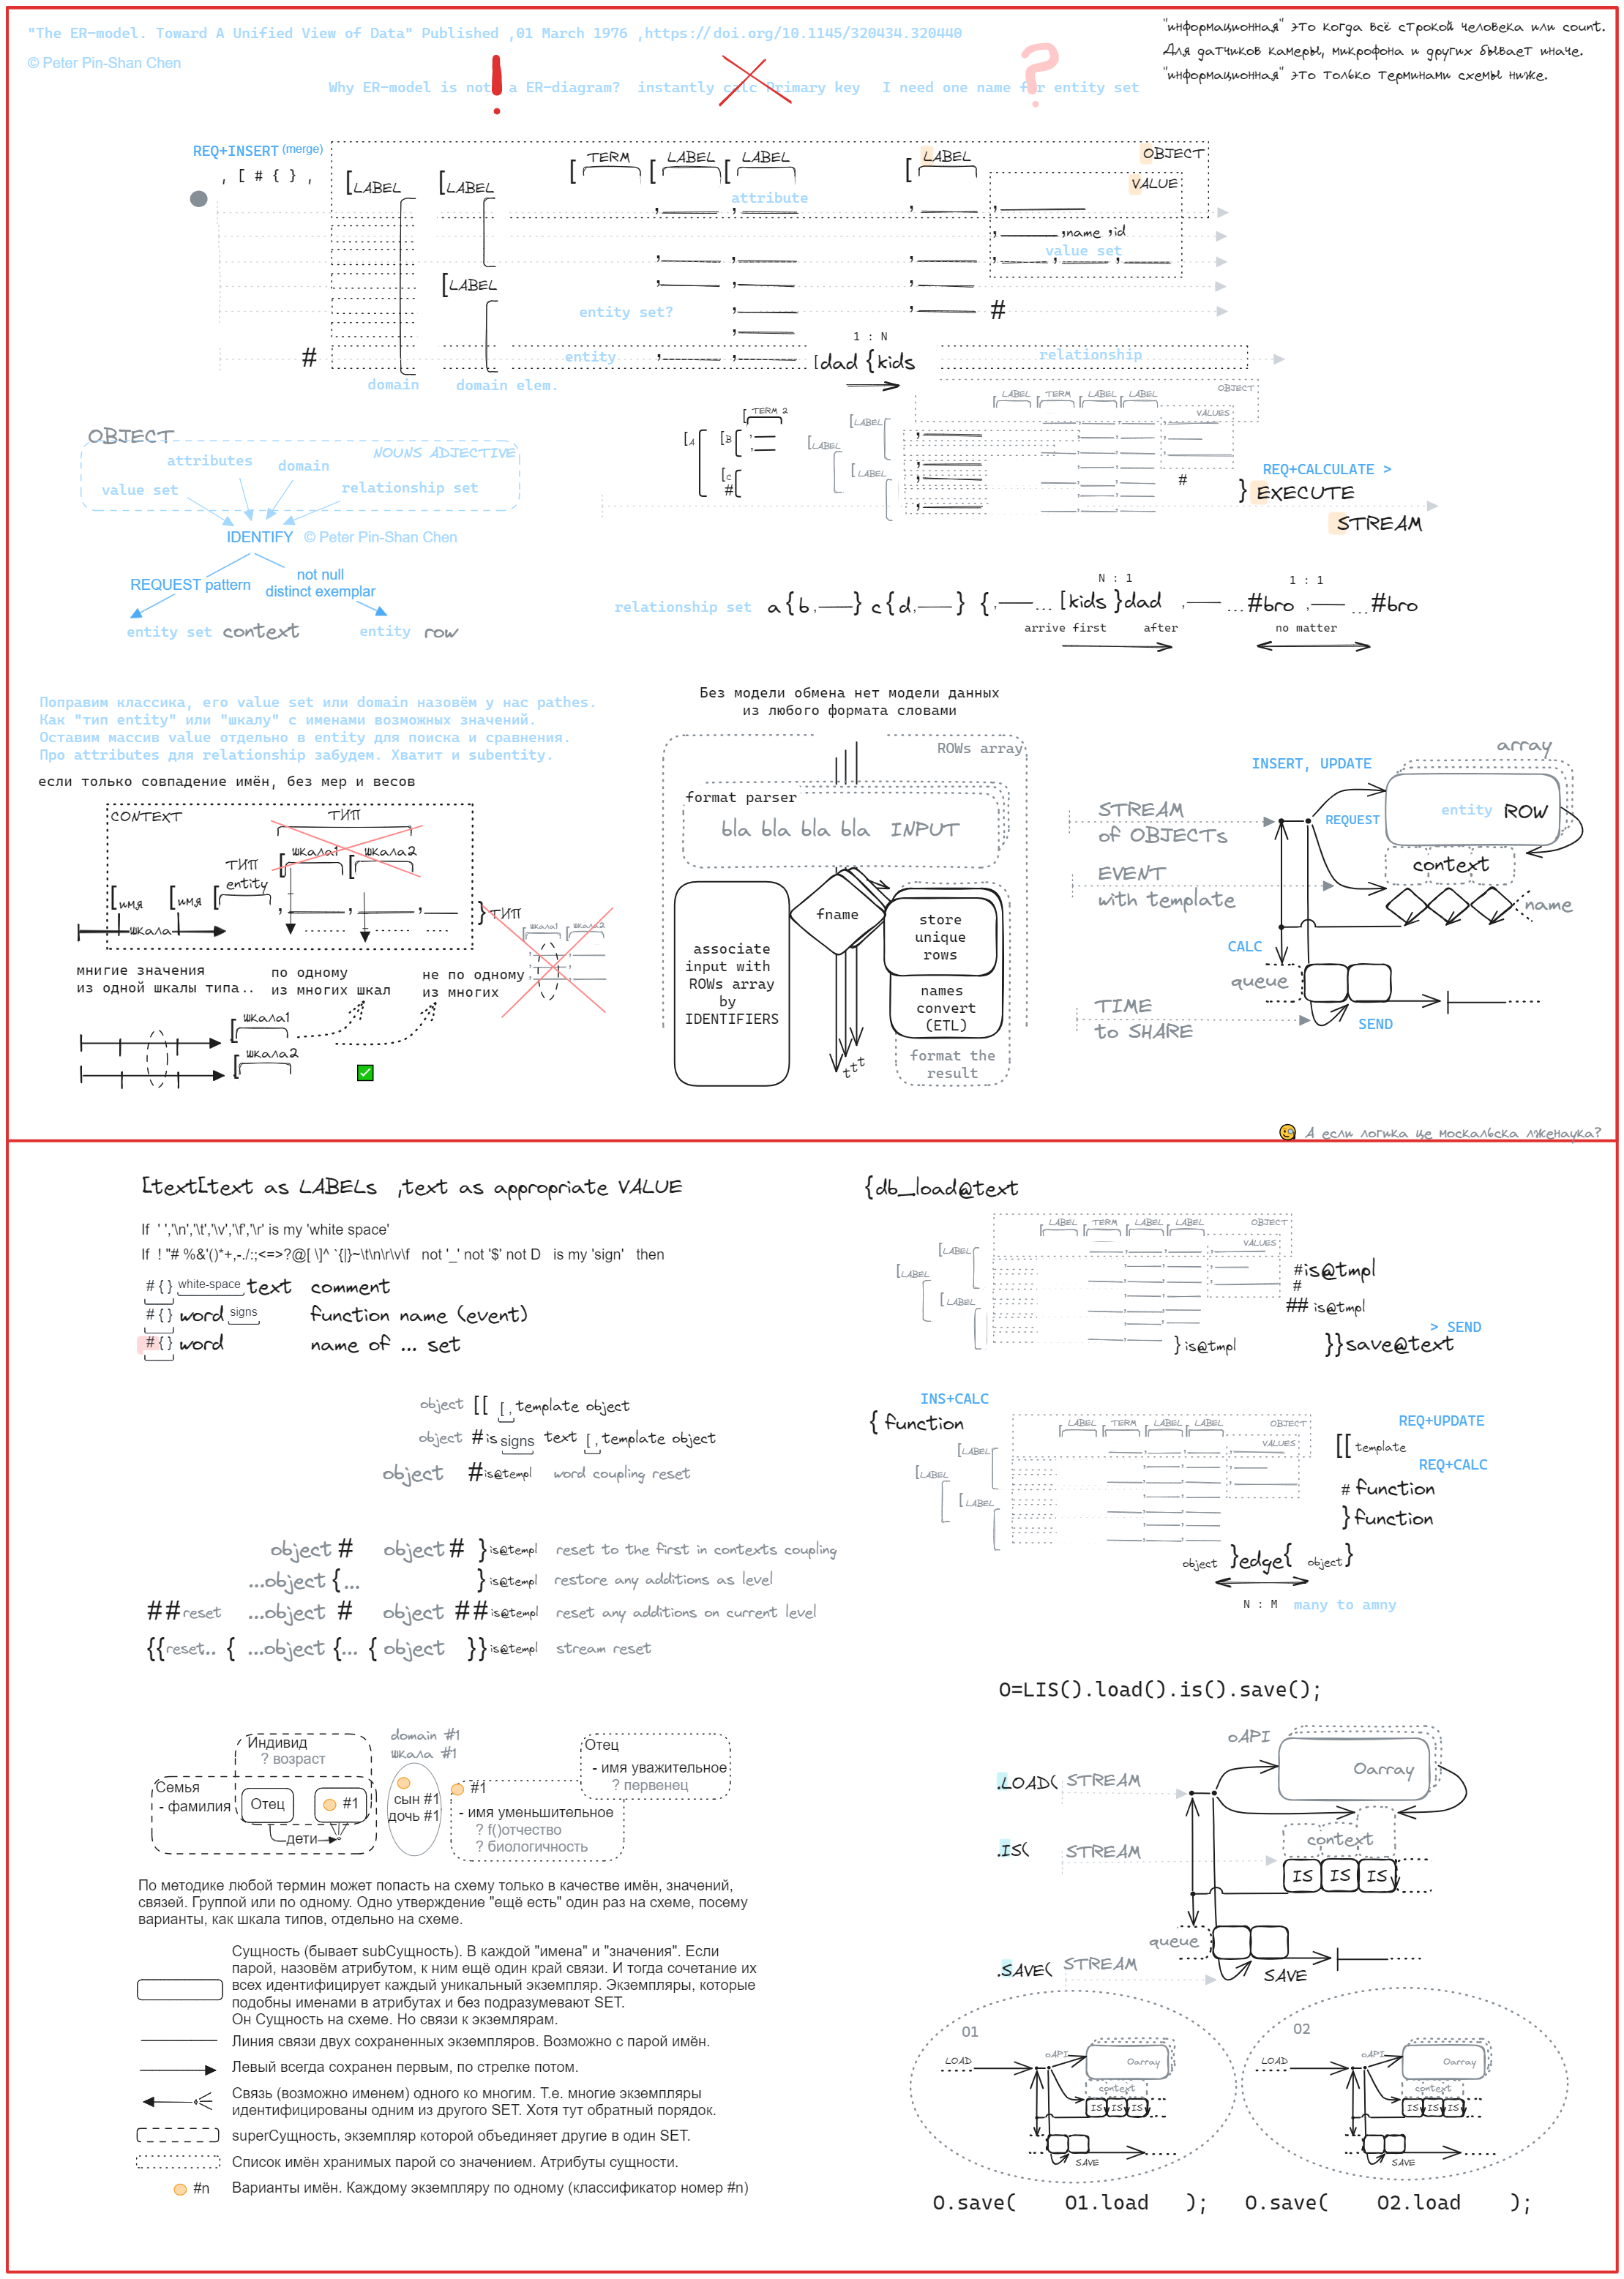 "The ER-model. Toward A Unified View of Data" Published ,01 March 1976 ,https://doi.org/10.1145/320434.320440
© Peter Pin-Shan Chen
"информационная" это когда всё строкой человека или count.
Для датчиков камеры, микрофона и других бывает иначе.
"информационная" это только терминами схемы ниже.
Why ER-model is not a ER-diagram? instantly calc Primary key I need one name for entity set
! ?
REQ+INSERT (merge)
, [ # { } ,
[LABEL [LABEL [ TERM [ LABEL [ LABEL [ LABEL OBJECT
VALUE
attribute
,name ,id
value set
[LABEL
entity set?
#
1 : N
# entity [dad {kids relationship
domain domain elem.
OBJECT
[ LABEL [ TERM [ LABEL [ LABEL
VALUES
[ TERM 2
[A [B
[C
#
[LABEL
[LABEL
[ LABEL
#
REQ+CALCULATE >
} EXECUTE
STREAM
OBJECT
NOUNS ADJECTIVE
attributes domain
value set relationship set
IDENTIFY © Peter Pin-Shan Chen
REQUEST pattern
not null
distinct exemplar
entity set context entity row
N : 1
1 : 1
relationship set a{b,___} c{d,___} {,___... [kids }dad ,___ ...#bro ,___ ...#bro
arrive first after no matter
Поправим классика, его value set или domain назовём у нас pathes.
Как "тип entity" или "шкалу" с именами возможных значений.
Оставим массив value отдельно в entity для поиска и сравнения.
Про attributes для relationship забудем. Хватит и subentity.
если только совпадение имён, без мер и весов
CONTEXT
ТИП
[ шкала1 [ шкала2
ТИП
entity
[имя [имя [
шкала
}ТИП
[ шкала1 [ шкала2
многие значения
из одной шкалы типа..
по одному
из многих шкал
не по одному
из многих
[ шкала1
[ шкала2
✅
Без модели обмена нет модели данных
из любого формата словами
ROWs array
format parser
bla bla bla bla INPUT
fname
associate
input with
ROWs array
by
IDENTIFIERS
store
unique
rows
names
convert
(ETL)
format the
result
t t t
array
INSERT, UPDATE
STREAM
of OBJECTs
REQUEST
entity ROW
context
EVENT
with template
name
CALC
queue
TIME
to SHARE
SEND
🧐 А если логика це москальска лженаука?
[text[text as LABELs ,text as appropriate VALUE
If ' ','\n','\t','\v','\f','\r' is my 'white space'
If ! "# %&'()*+,-./:;<=>?@[ \]^ `{|}~\t\n\r\v\f not '_' not '$' not D is my 'sign' then
# { } white-space text comment
# { } word signs function name (event)
# { } word name of ... set
object [[ [ , template object
object #is signs text [ , template object
object #is@templ word coupling reset
object # object # }is@templ reset to the first in contexts coupling
...object {... }is@templ restore any additions as level
##reset ...object # object ##is@templ reset any additions on current level
{{reset.. { ...object {... { object }}is@templ stream reset
{db_load@text
[ LABEL [ TERM [ LABEL [ LABEL OBJECT
VALUES
[LABEL
[LABEL
[ LABEL
#is@tmpl
#
## is@tmpl
> SEND
}is@tmpl
}}save@text
INS+CALC
{ function
[ LABEL [ TERM [ LABEL [ LABEL OBJECT
VALUES
[LABEL
[LABEL
[ LABEL
REQ+UPDATE
[[ template
REQ+CALC
# function
} function
object }edge{ object}
N : M many to amny
O=LIS().load().is().save();
Индивид
? возраст
Семья
- фамилия
Отец
#1
дети
domain #1
шкала #1
сын #1
дочь #1
#1
- имя уменьшительное
? f()отчество
? биологичность
Отец
- имя уважительное
? первенец
По методике любой термин может попасть на схему только в качестве имён, значений,
связей. Группой или по одному. Одно утверждение "ещё есть" один раз на схеме, посему
варианты, как шкала типов, отдельно на схеме.
Сущность (бывает subСущность). В каждой "имена" и "значения". Если
парой, назовём атрибутом, к ним ещё один край связи. И тогда сочетание их
всех идентифицирует каждый уникальный экземпляр. Экземпляры, которые
подобны именами в атрибутах и без подразумевают SET.
Он Сущность на схеме. Но связи к экземлярам.
Линия связи двух сохраненных экземпляров. Возможно с парой имён.
Левый всегда сохранен первым, по стрелке потом.
Связь (возможно именем) одного ко многим. Т.е. многие экземпляры
идентифицированы одним из другого SET. Хотя тут обратный порядок.
superСущность, экземпляр которой объединяет другие в один SET.
Список имён хранимых парой со значением. Атрибуты сущности.
#n Варианты имён. Каждому экземпляру по одному (классификатор номер #n)
oAPI
Oarray
.LOAD( STREAM
context
.IS( STREAM
IS IS IS
queue
.SAVE( STREAM
SAVE
O1
LOAD
oAPI
Oarray
context
IS IS IS
SAVE
O2
LOAD
oAPI
Oarray
context
IS IS IS
SAVE
O.save( O1.load ); O.save( O2.load );